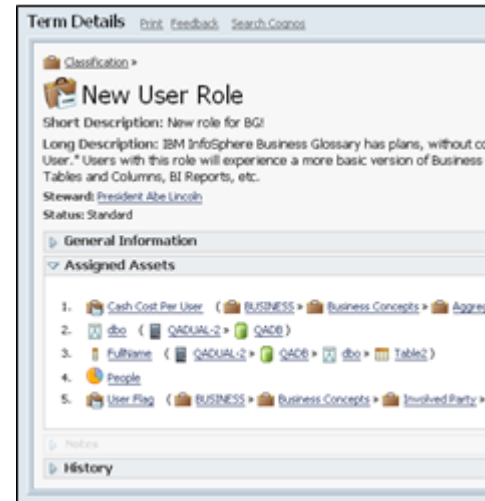 Term Details Print Feedback Search Cognos
Classification »
New User Role
Short Description: New role for BG!
Long Description: IBM InfoSphere Business Glossary has plans, without co
User." Users with this role will experience a more basic version of Business
Tables and Columns, BI Reports, etc.
Steward: President Abe Lincoln
Status: Standard
General Information
Assigned Assets
1. Cash Cost Per User ( BUSINESS » Business Concepts » Aggreg
2. dbo ( QADUAL-2 » QADB )
3. FullName ( QADUAL-2 » QADB » dbo » Table2 )
4. People
5. User Flag ( BUSINESS » Business Concepts » Involved Party »
Notes
History